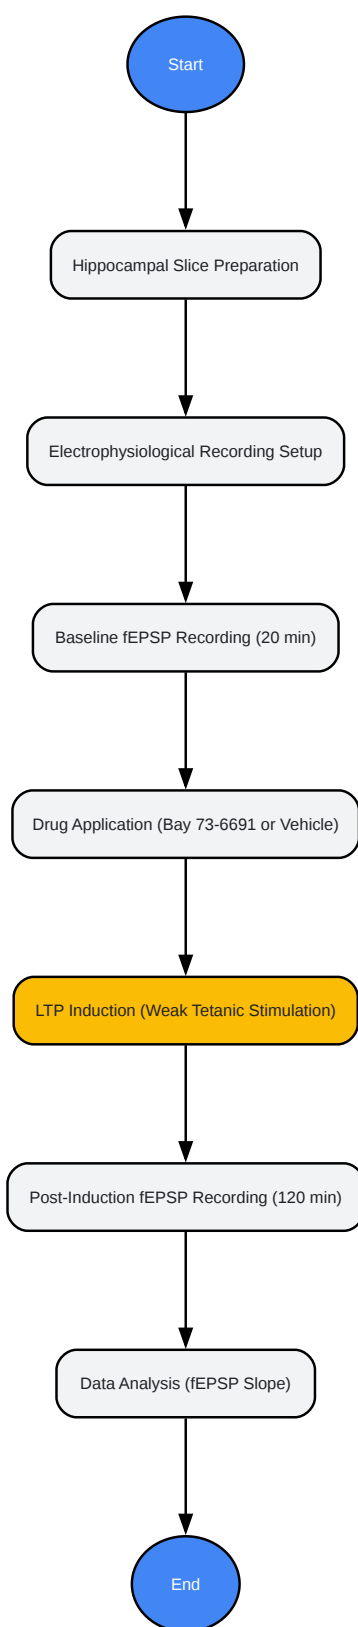 Start
Hippocampal Slice Preparation
Electrophysiological Recording Setup
Baseline fEPSP Recording (20 min)
Drug Application (Bay 73-6691 or Vehicle)
LTP Induction (Weak Tetanic Stimulation)
Post-Induction fEPSP Recording (120 min)
Data Analysis (fEPSP Slope)
End